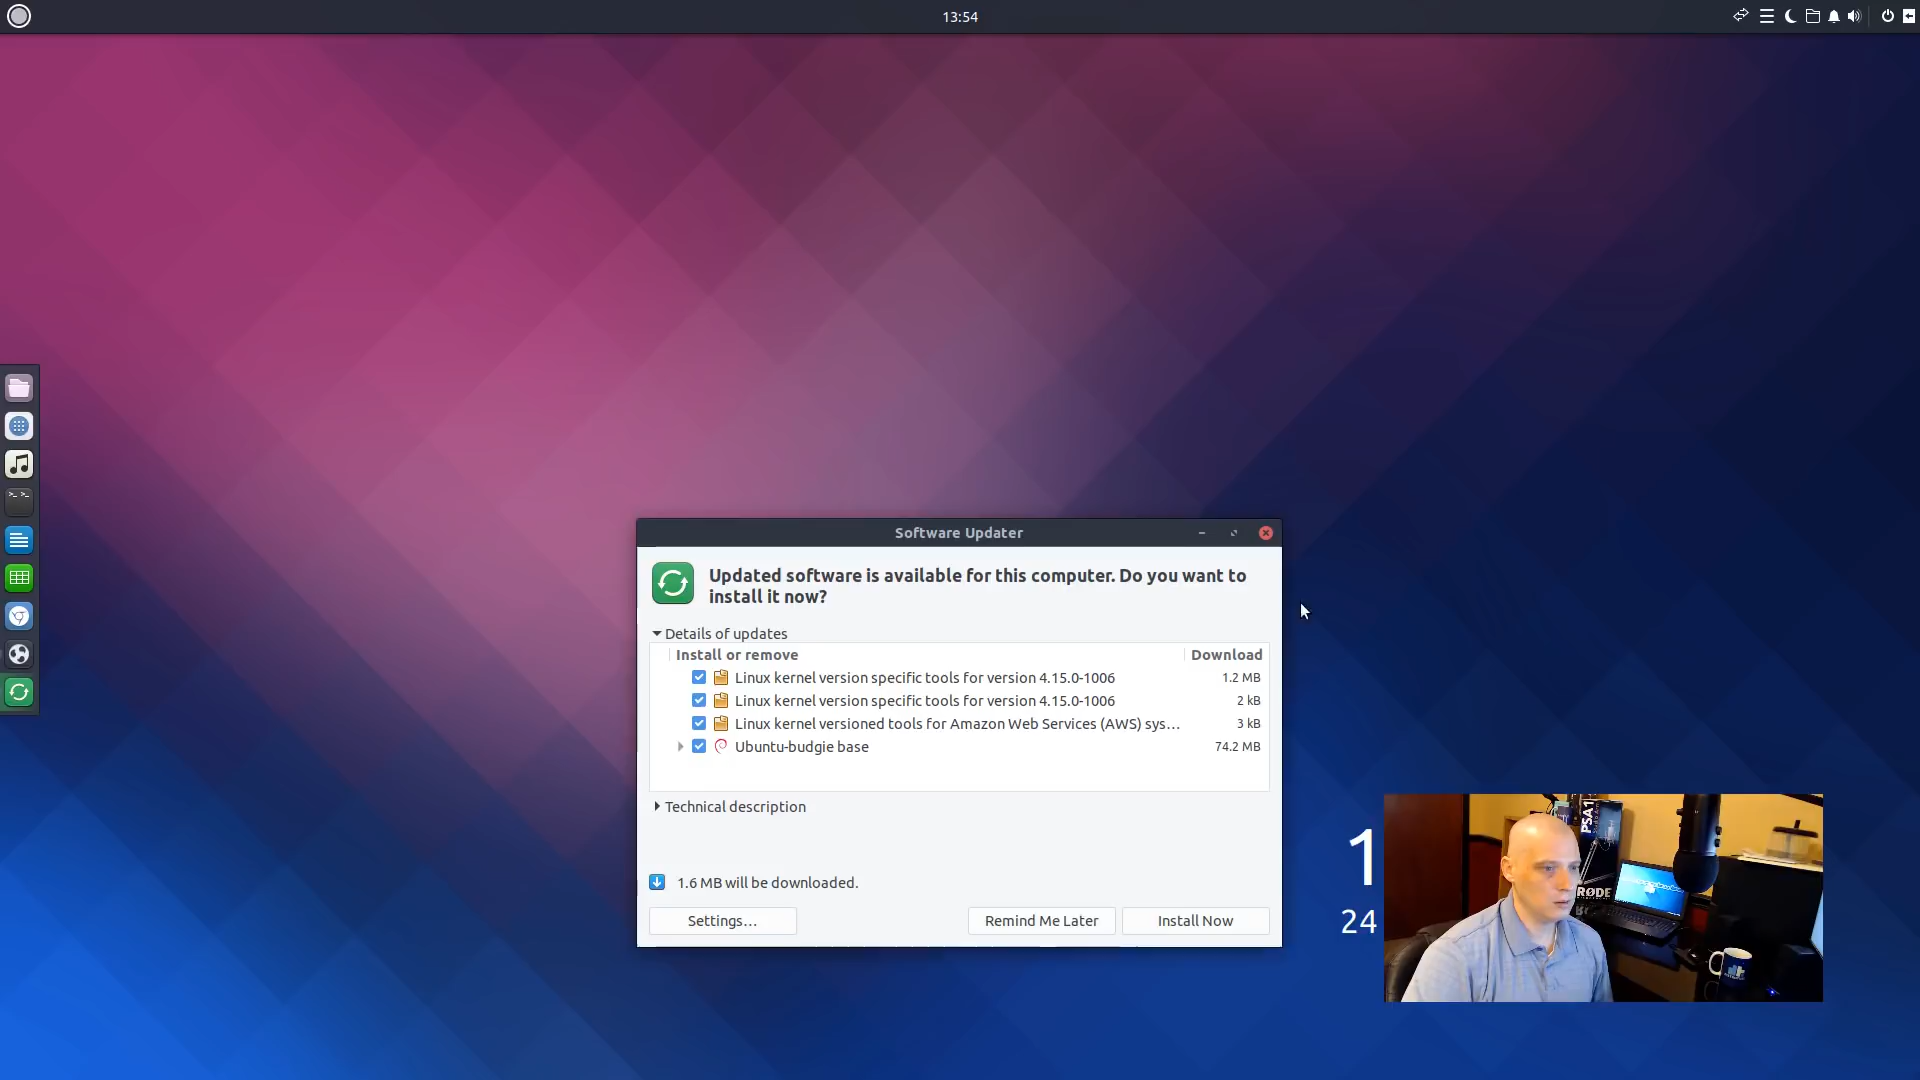 13:54
Software Updater
Updated software is available for this computer. Do you want to
install it now?
Details of updates
Install or remove Download
Linux kernel version specific tools for version 4.15.0-1006 1.2 MB
Linux kernel version specific tools for version 4.15.0-1006 2 kB
Linux kernel versioned tools for Amazon Web Services (AWS) sys... 3 kB
Ubuntu-budgie base 74.2 MB
Technical description
1.6 MB will be downloaded.
Settings...
Remind Me Later
Install Now
1
24
PSA1
RØDE